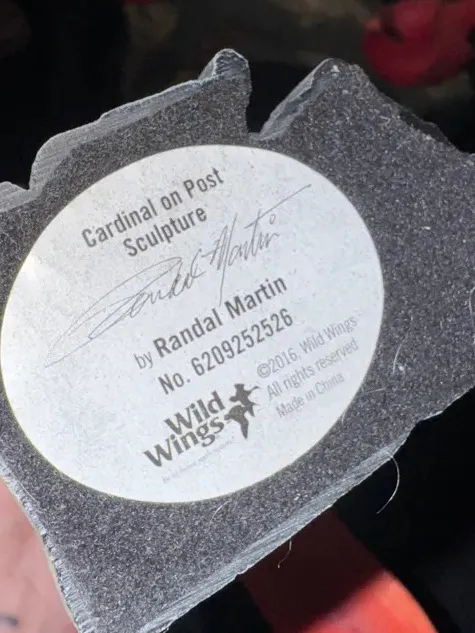 Cardinal on Post
Sculpture
Randal Martin
by Randal Martin
No. 6209252526
©2016. Wild Wings
All rights reserved
Made in China
Wild
Wings